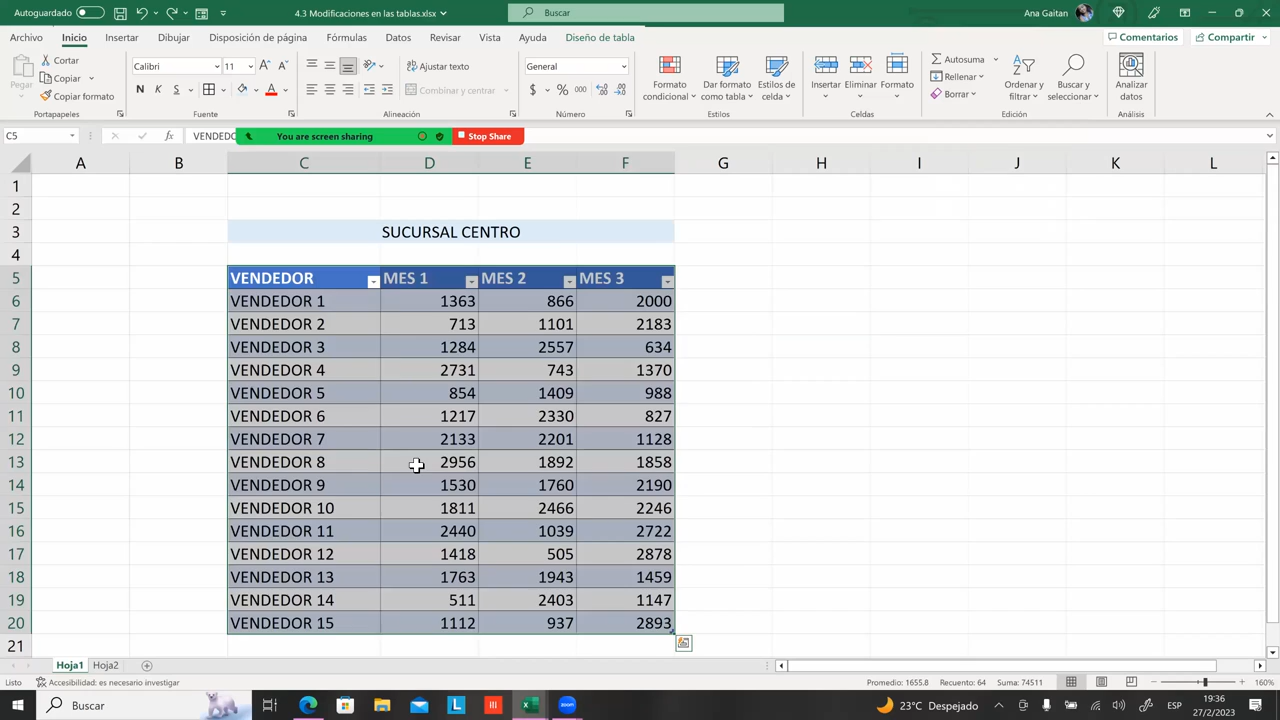 Autoguardado 4.3 Modificaciones en las tablas.xlsx Buscar Ana Gaitan
Archivo Inicio Insertar Dibujar Disposición de página Fórmulas Datos Revisar Vista Ayuda Diseño de tabla Comentarios Compartir
Pegar
Cortar
Copiar
Copiar formato
Portapapeles
Calibri 11
N K S
Fuente
Ajustar texto
Combinar y centrar
Alineación
General
$ % 000
Número
Formato condicional
Dar formato como tabla
Estilos de celda
Estilos
Insertar Eliminar Formato
Celdas
Autosuma
Rellenar
Borrar
Ordenar y filtrar
Buscar y seleccionar
Edición
Analizar datos
Análisis
C5 fx VENDEDO You are screen sharing Stop Share
A B C D E F G H I J K L
1
2
3 SUCURSAL CENTRO
4
5 VENDEDOR MES 1 MES 2 MES 3
6 VENDEDOR 1 1363 866 2000
7 VENDEDOR 2 713 1101 2183
8 VENDEDOR 3 1284 2557 634
9 VENDEDOR 4 2731 743 1370
10 VENDEDOR 5 854 1409 988
11 VENDEDOR 6 1217 2330 827
12 VENDEDOR 7 2133 2201 1128
13 VENDEDOR 8 2956 1892 1858
14 VENDEDOR 9 1530 1760 2190
15 VENDEDOR 10 1811 2466 2246
16 VENDEDOR 11 2440 1039 2722
17 VENDEDOR 12 1418 505 2878
18 VENDEDOR 13 1763 1943 1459
19 VENDEDOR 14 511 2403 1147
20 VENDEDOR 15 1112 937 2893
21
Hoja1 Hoja2
Listo Accesibilidad: es necesario investigar Promedio: 1655.8 Recuento: 64 Suma: 74511 160%
Buscar 23°C Despejado ESP 19:36
27/2/2023